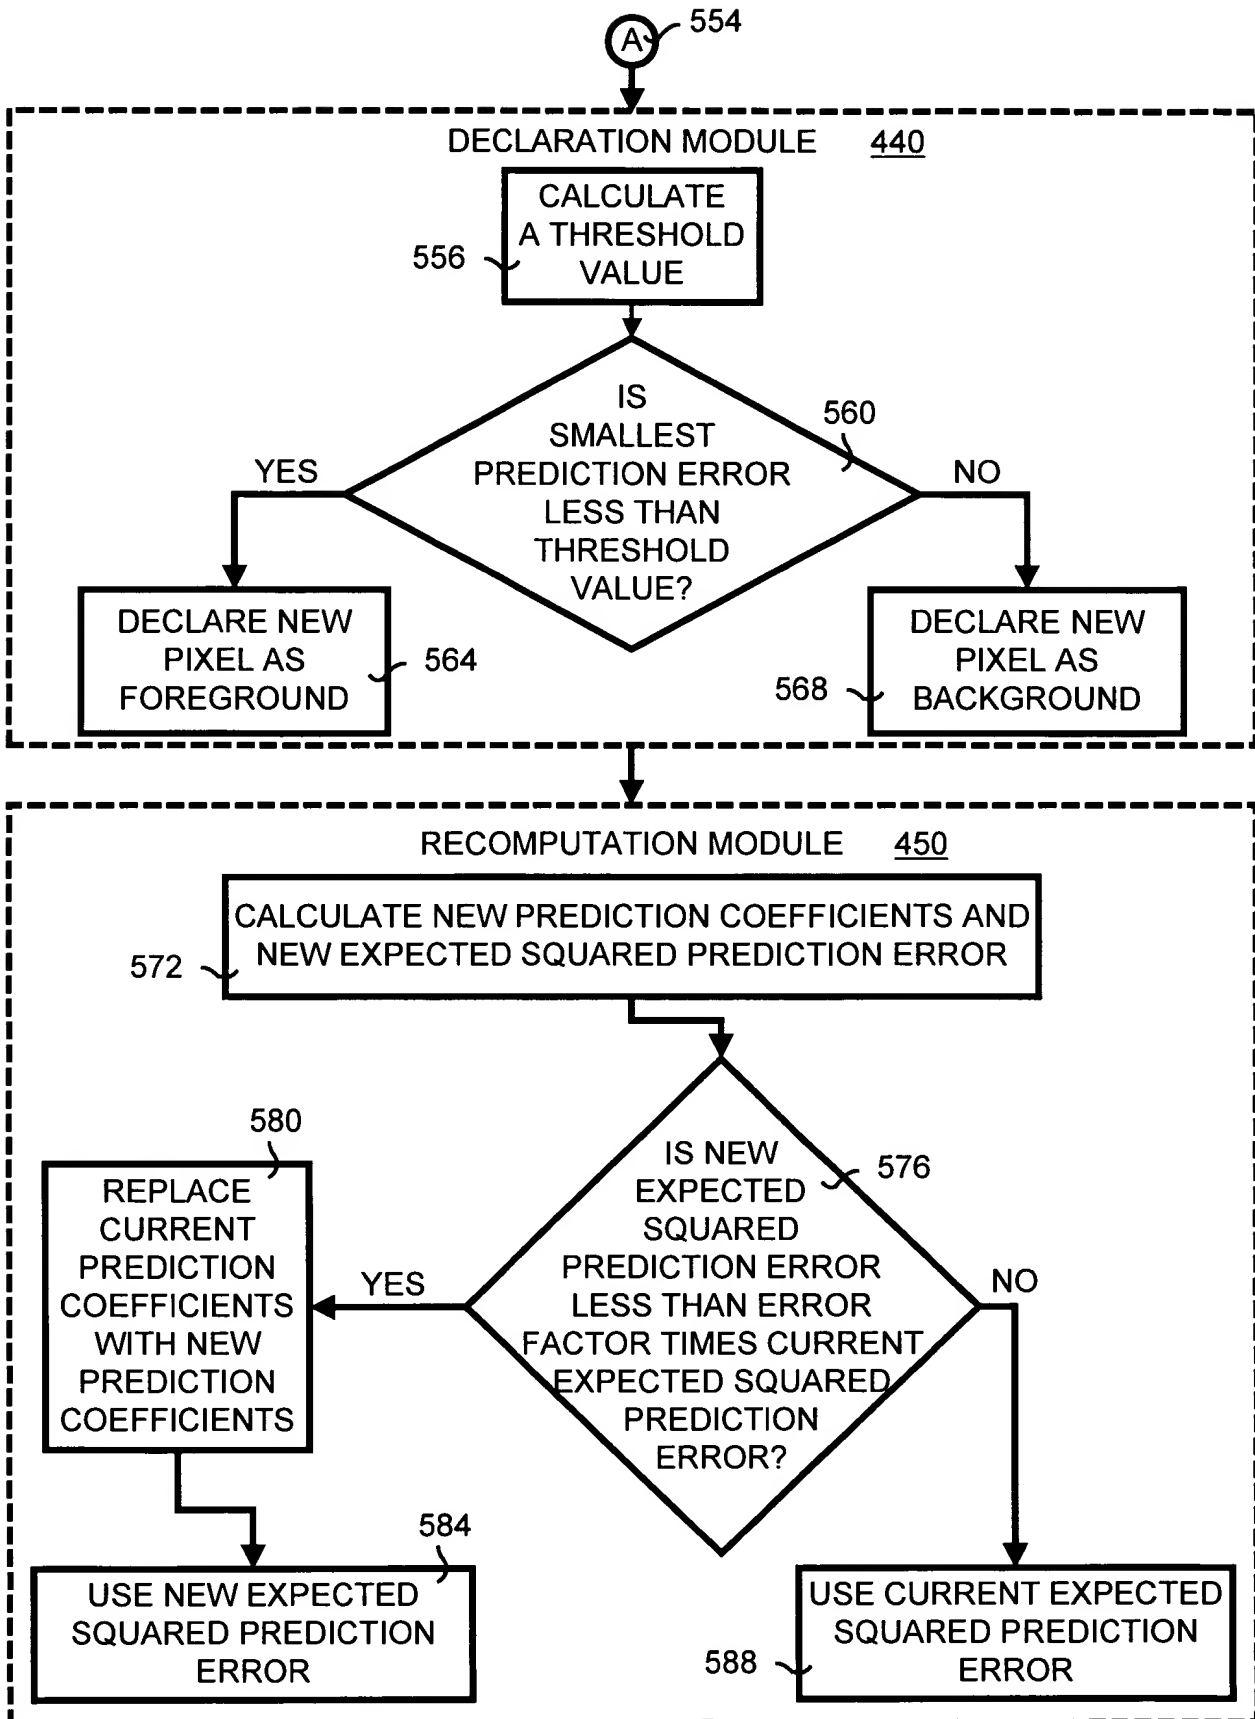 A
554
DECLARATION MODULE 440
CALCULATE
A THRESHOLD
VALUE
556
IS
SMALLEST
PREDICTION ERROR
LESS THAN
THRESHOLD
VALUE?
560
YES
NO
DECLARE NEW
PIXEL AS
FOREGROUND
564
DECLARE NEW
PIXEL AS
BACKGROUND
568
RECOMPUTATION MODULE 450
CALCULATE NEW PREDICTION COEFFICIENTS AND
NEW EXPECTED SQUARED PREDICTION ERROR
572
IS NEW
EXPECTED
SQUARED
PREDICTION ERROR
LESS THAN ERROR
FACTOR TIMES CURRENT
EXPECTED SQUARED
PREDICTION
ERROR?
576
YES
NO
580
REPLACE
CURRENT
PREDICTION
COEFFICIENTS
WITH NEW
PREDICTION
COEFFICIENTS
584
USE NEW EXPECTED
SQUARED PREDICTION
ERROR
USE CURRENT EXPECTED
SQUARED PREDICTION
ERROR
588